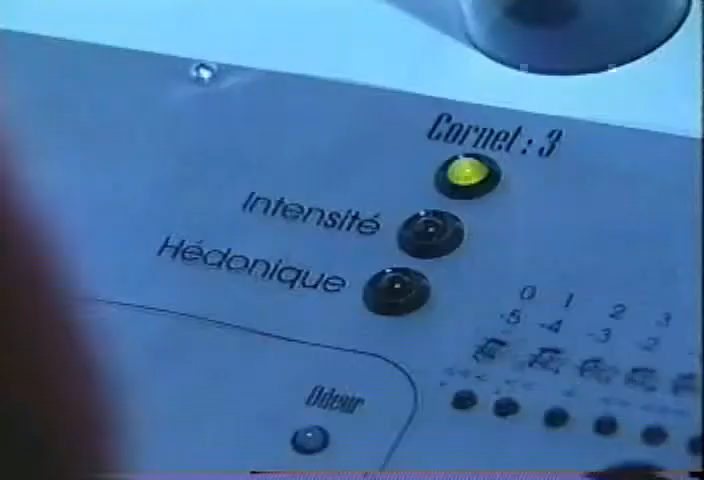 Cornet : 3
Intensité
Hédonique
0 1 2 3
-5 -4 -3 -2
Odeur